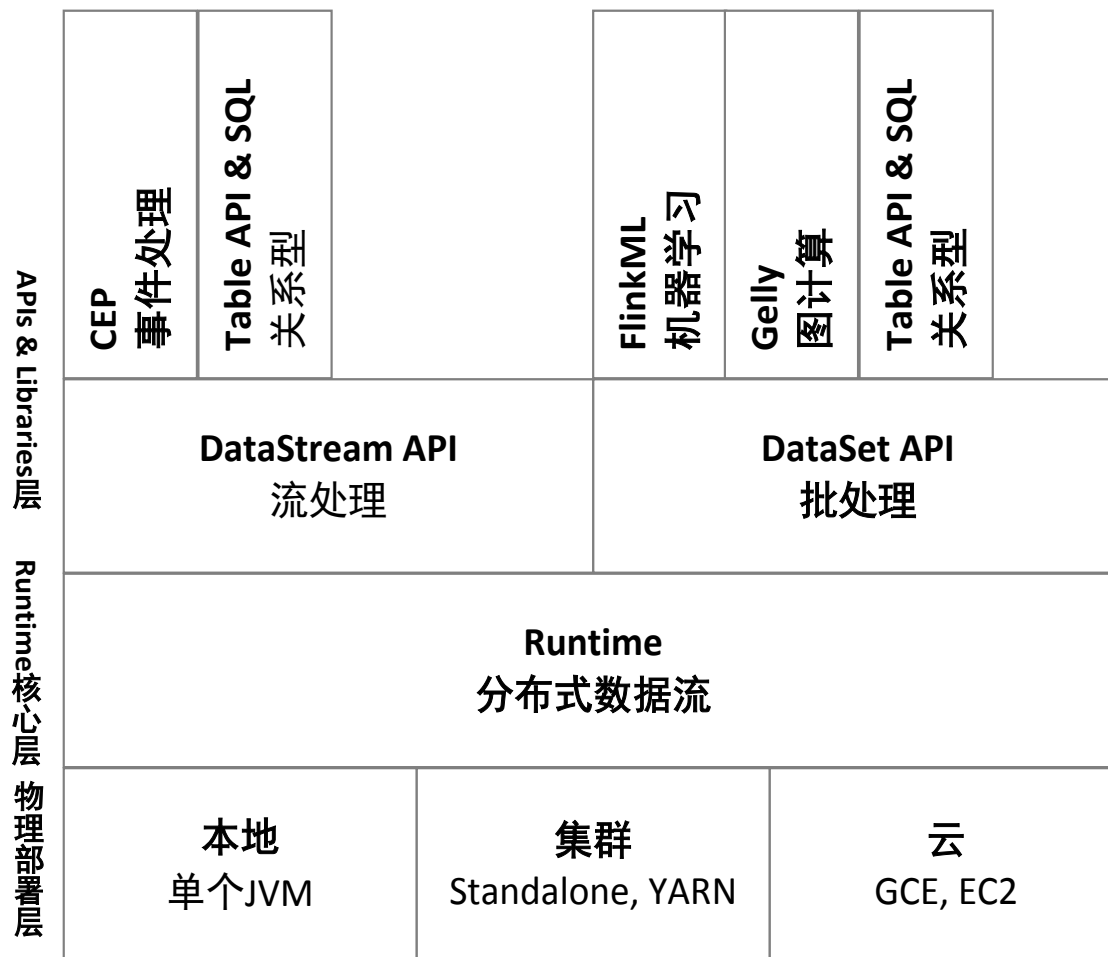 APIs & Libraries层
CEP
事件处理
Table API & SQL
关系型
FlinkML
机器学习
Gelly
图计算
Table API & SQL
关系型
DataStream API
流处理
DataSet API
批处理
Runtime核心层
Runtime
分布式数据流
物理部署层
本地
单个JVM
集群
Standalone, YARN
云
GCE, EC2